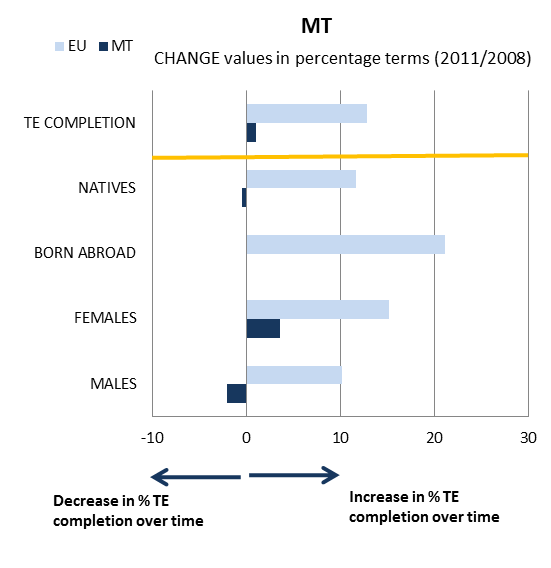 MT
EU MT
CHANGE values in percentage terms (2011/2008)
TE COMPLETION
NATIVES
BORN ABROAD
FEMALES
MALES
-10 0 10 20 30
Decrease in % TE
completion over time
Increase in % TE
completion over time